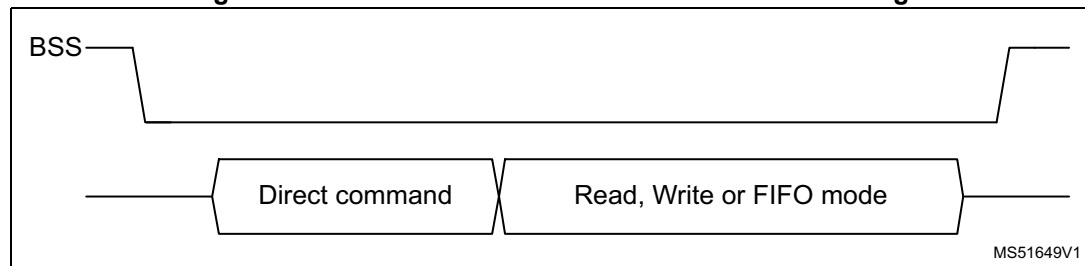 BSS
Direct command
Read, Write or FIFO mode
MS51649V1